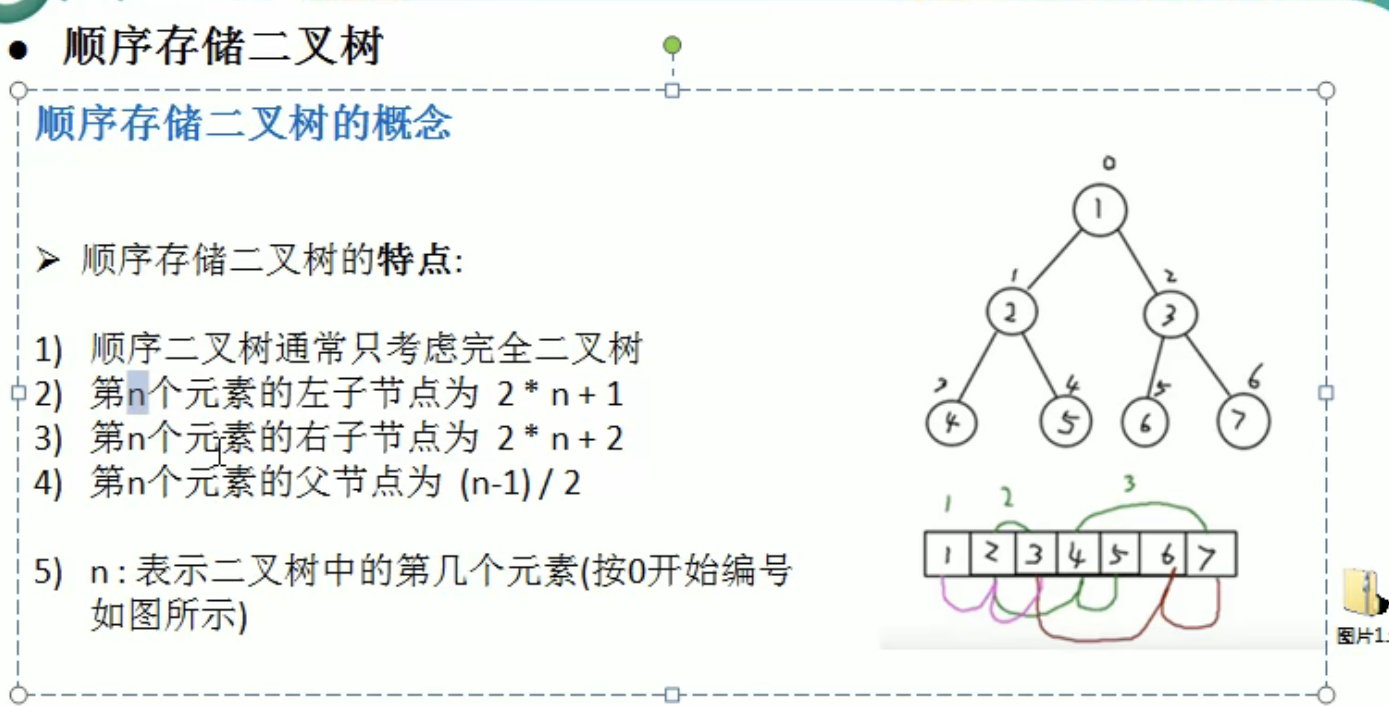 ● 顺序存储二叉树
顺序存储二叉树的概念
➢ 顺序存储二叉树的特点:
1) 顺序二叉树通常只考虑完全二叉树
2) 第n个元素的左子节点为 2 * n + 1
3) 第n个元素的右子节点为 2 * n + 2
4) 第n个元素的父节点为 (n-1) / 2
5) n : 表示二叉树中的第几个元素(按0开始编号
如图所示)
0
1
1 2
2 3
3 4 5 6
4 5 6 7
1 2 3
1 2 3 4 5 6 7
图片1